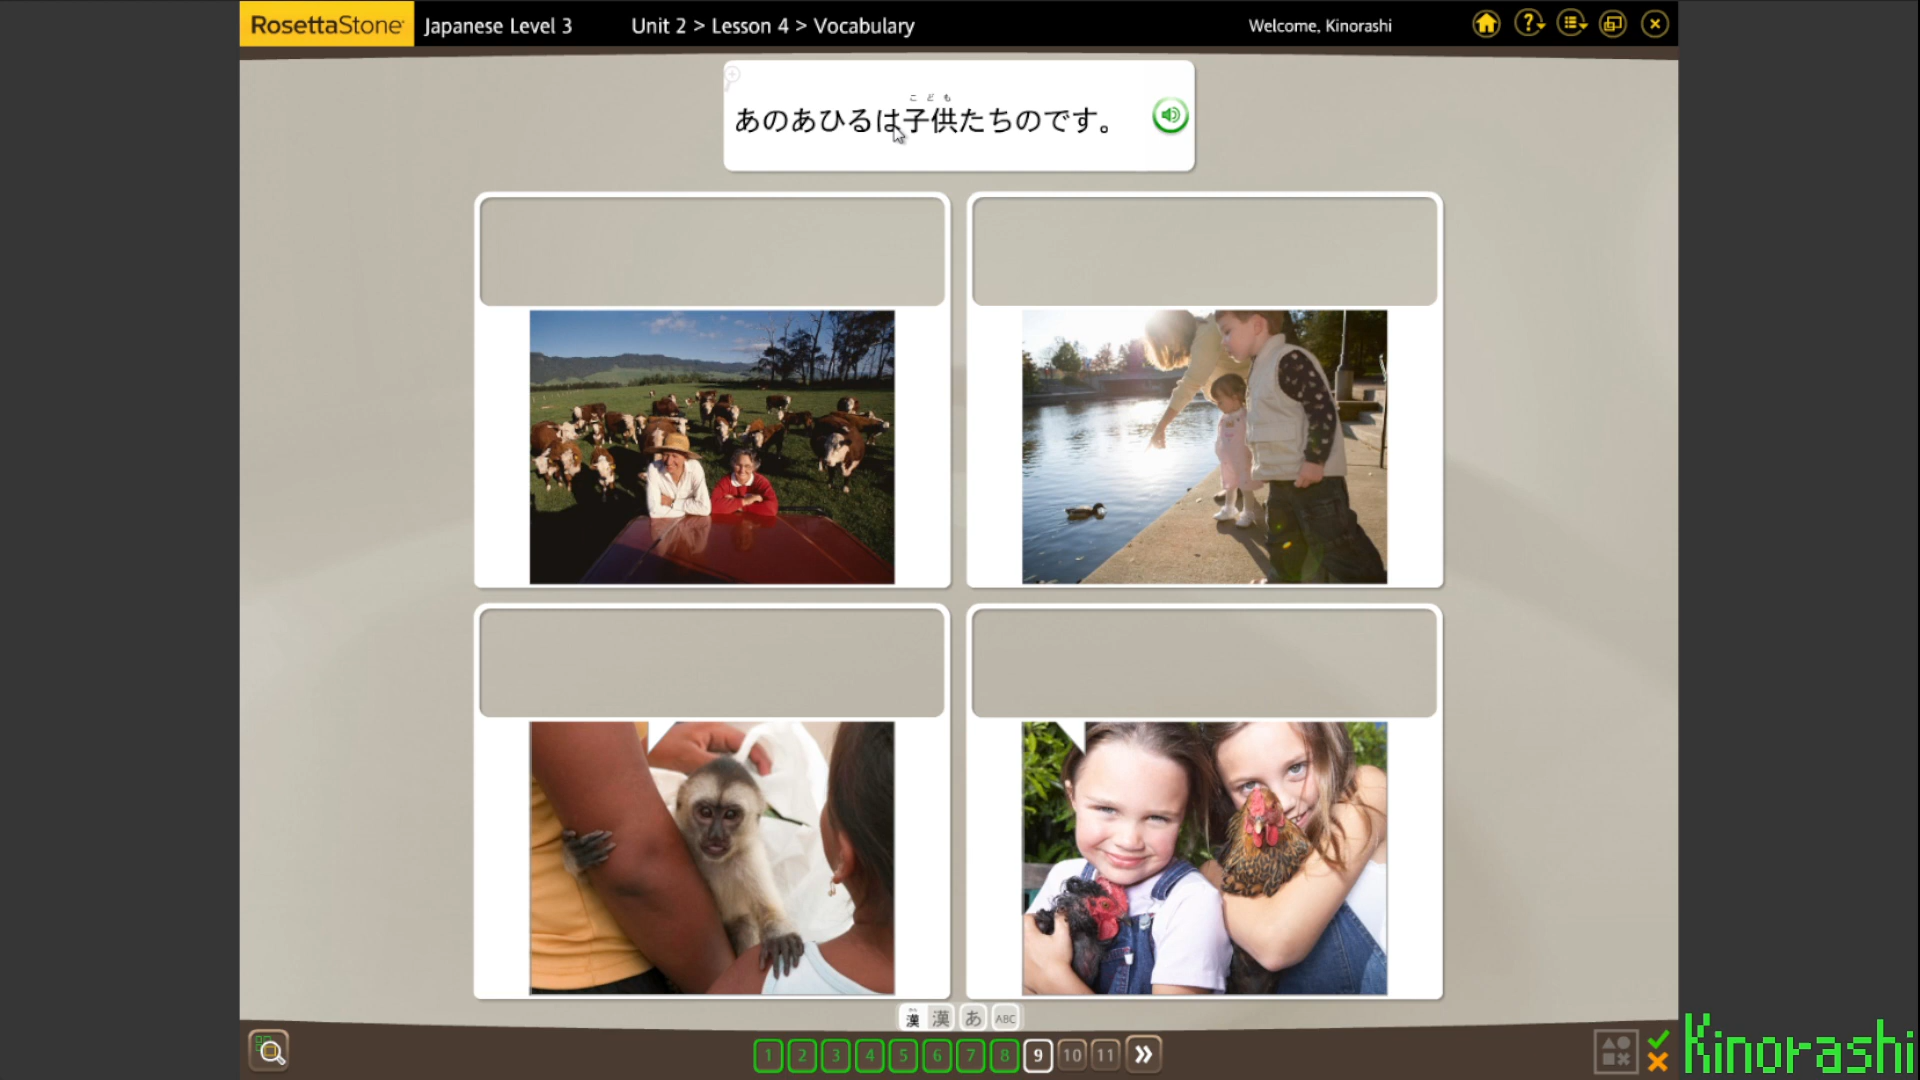 RosettaStone Japanese Level 3 Unit 2 > Lesson 4 > Vocabulary Welcome, Kinorashi
こども
あのあひるは子供たちのです。
漢 漢 あ ABC
1 2 3 4 5 6 7 8 9 10 11
Kinorashi